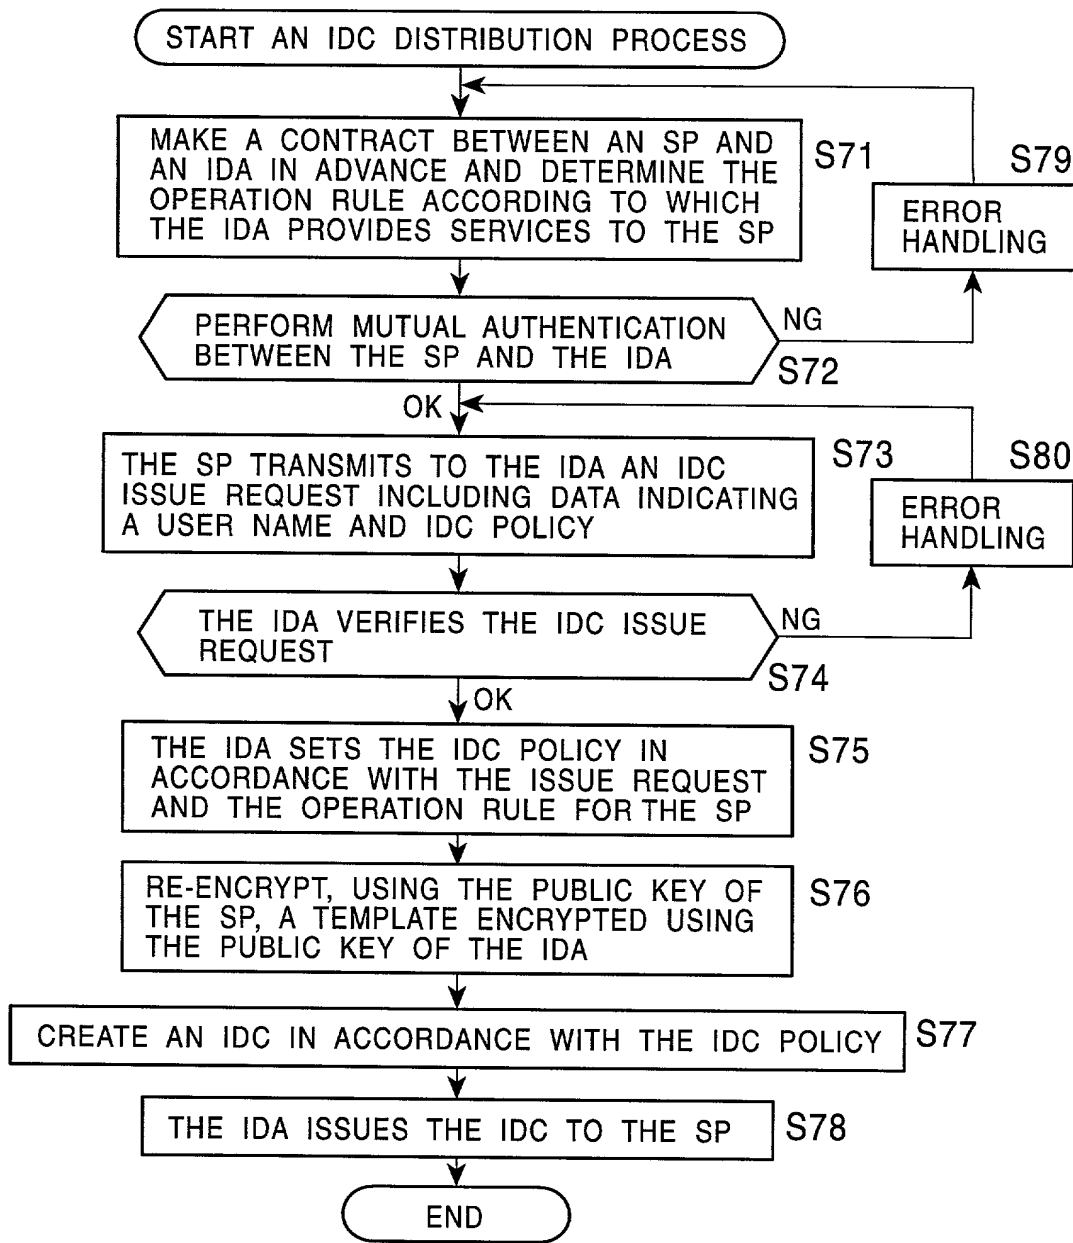 START AN IDC DISTRIBUTION PROCESS
MAKE A CONTRACT BETWEEN AN SP AND
AN IDA IN ADVANCE AND DETERMINE THE
OPERATION RULE ACCORDING TO WHICH
THE IDA PROVIDES SERVICES TO THE SP
S71
S79
ERROR
HANDLING
PERFORM MUTUAL AUTHENTICATION
BETWEEN THE SP AND THE IDA
NG
S72
OK
THE SP TRANSMITS TO THE IDA AN IDC
ISSUE REQUEST INCLUDING DATA INDICATING
A USER NAME AND IDC POLICY
S73
S80
ERROR
HANDLING
THE IDA VERIFIES THE IDC ISSUE
REQUEST
NG
S74
OK
THE IDA SETS THE IDC POLICY IN
ACCORDANCE WITH THE ISSUE REQUEST
AND THE OPERATION RULE FOR THE SP
S75
RE-ENCRYPT, USING THE PUBLIC KEY OF
THE SP, A TEMPLATE ENCRYPTED USING
THE PUBLIC KEY OF THE IDA
S76
CREATE AN IDC IN ACCORDANCE WITH THE IDC POLICY
S77
THE IDA ISSUES THE IDC TO THE SP
S78
END